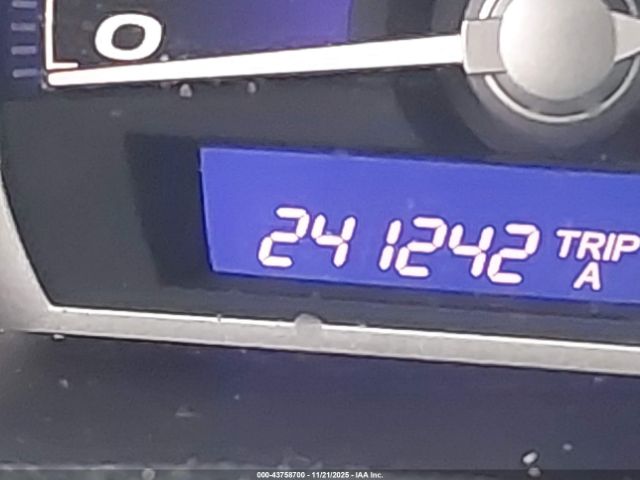 0
241242 TRIP
A
000-43758700 - 11/21/2025 - IAA Inc.